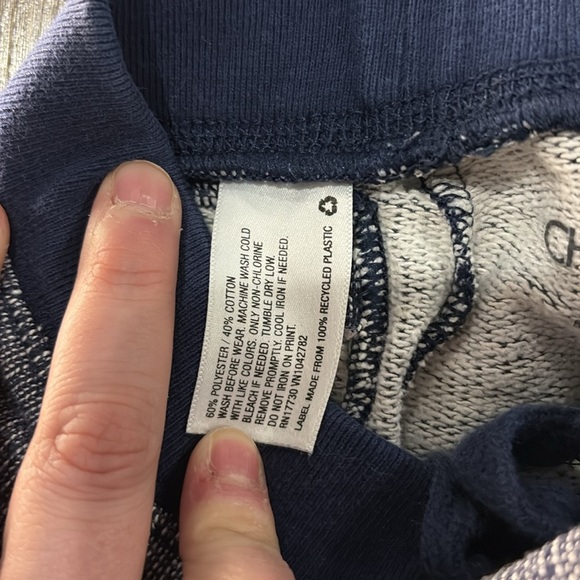 60% POLYESTER / 40% COTTON
WASH BEFORE WEAR. MACHINE WASH COLD
WITH LIKE COLORS. ONLY NON-CHLORINE
BLEACH IF NEEDED. TUMBLE DRY LOW.
REMOVE PROMPTLY. COOL IRON IF NEEDED.
DO NOT IRON ON PRINT.
RN17730 VN1042782
LABEL MADE FROM 100% RECYCLED PLASTIC